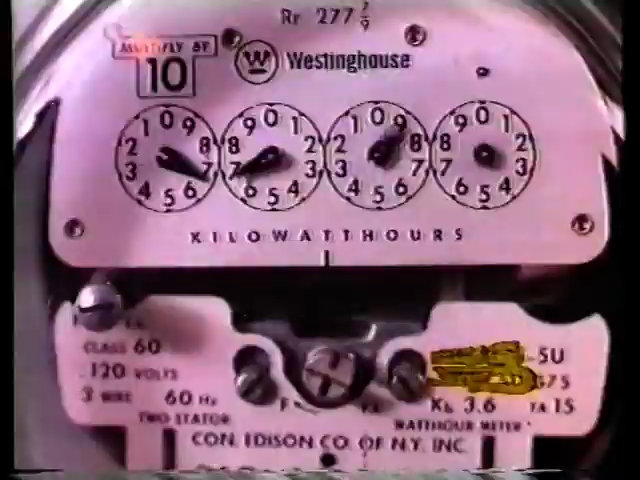 Rr 277 7/9
MULTIPLY BY
10
W Westinghouse
1 0 9 2 8 3 7 4 5 6
9 0 1 8 2 7 3 6 5 4
1 0 9 2 8 3 7 4 5 6
9 0 1 8 2 7 3 6 5 4
KILOWATTHOURS
CLASS 60
120 VOLTS
3 WIRE 60 Hz
TWO STATOR
5U
Kh 3.6 TA 15
WATTHOUR METER
CON. EDISON CO. OF N.Y. INC.